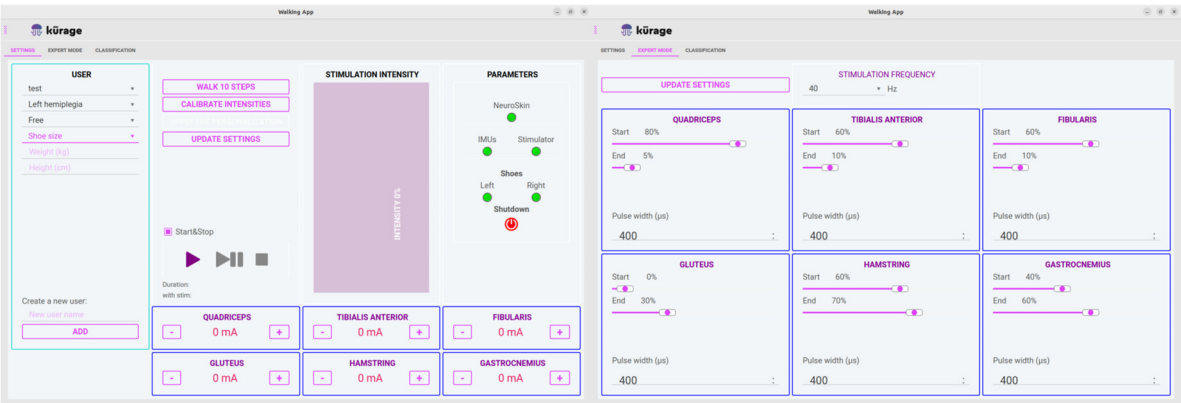 Walking App
kūrage
SETTINGS EXPERT MODE CLASSIFICATION
USER
test
Left hemiplegia
Free
Shoe size
Weight (kg)
Height (cm)
Create a new user:
New user name
ADD
WALK 10 STEPS
CALIBRATE INTENSITIES
UPDATE SETTINGS
Start&Stop
Duration:
with stim:
STIMULATION INTENSITY
INTENSITY 0%
PARAMETERS
NeuroSkin
IMUs Stimulator
Shoes
Left Right
Shutdown
QUADRICEPS
- 0 mA +
TIBIALIS ANTERIOR
- 0 mA +
FIBULARIS
- 0 mA +
GLUTEUS
- 0 mA +
HAMSTRING
- 0 mA +
GASTROCNEMIUS
- 0 mA +
Walking App
kūrage
SETTINGS EXPERT MODE CLASSIFICATION
UPDATE SETTINGS
STIMULATION FREQUENCY
40 Hz
QUADRICEPS
Start 80%
End 5%
Pulse width (µs)
400
TIBIALIS ANTERIOR
Start 60%
End 10%
Pulse width (µs)
400
FIBULARIS
Start 60%
End 10%
Pulse width (µs)
400
GLUTEUS
Start 0%
End 30%
Pulse width (µs)
400
HAMSTRING
Start 60%
End 70%
Pulse width (µs)
400
GASTROCNEMIUS
Start 40%
End 60%
Pulse width (µs)
400